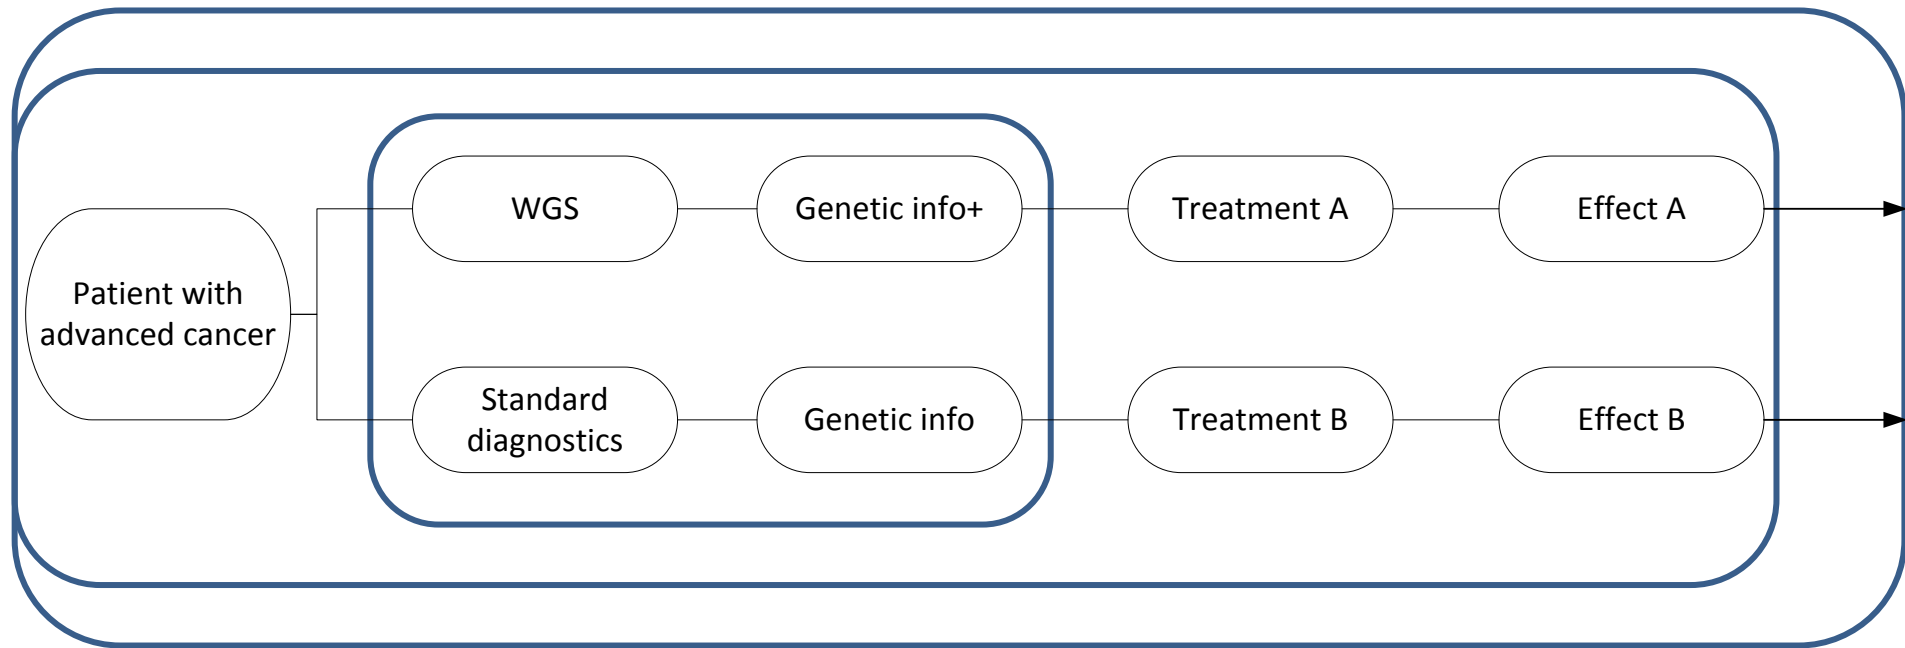 WGS
Genetic info+
Treatment A
Effect A
Patient with
advanced cancer
Standard
diagnostics
Genetic info
Treatment B
Effect B